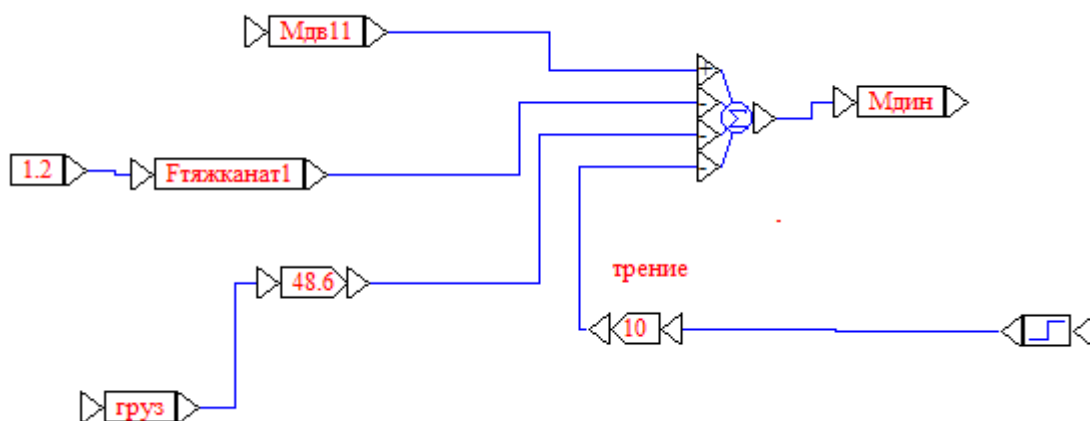 Мдв11
Мдин
1.2
Fтяжканат1
48.6
трение
10
груз